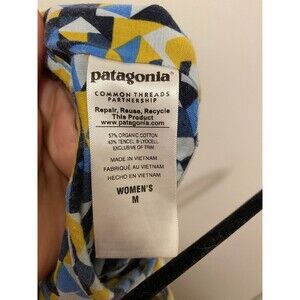 patagonia®
COMMON THREADS
PARTNERSHIP
Repair, Reuse, Recycle
This Product
www.patagonia.com
57% ORGANIC COTTON
43% TENCEL® LYOCELL
EXCLUSIVE OF TRIM
MADE IN VIETNAM
FABRIQUÉ AU VIETNAM
HECHO EN VIETNAM
WOMEN'S
M